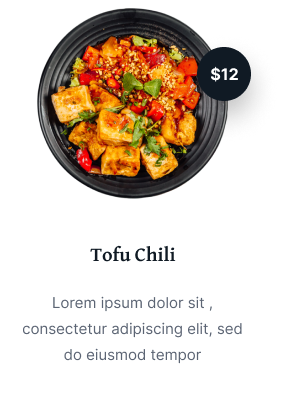 $12
Tofu Chili
Lorem ipsum dolor sit ,
consectetur adipiscing elit, sed
do eiusmod tempor